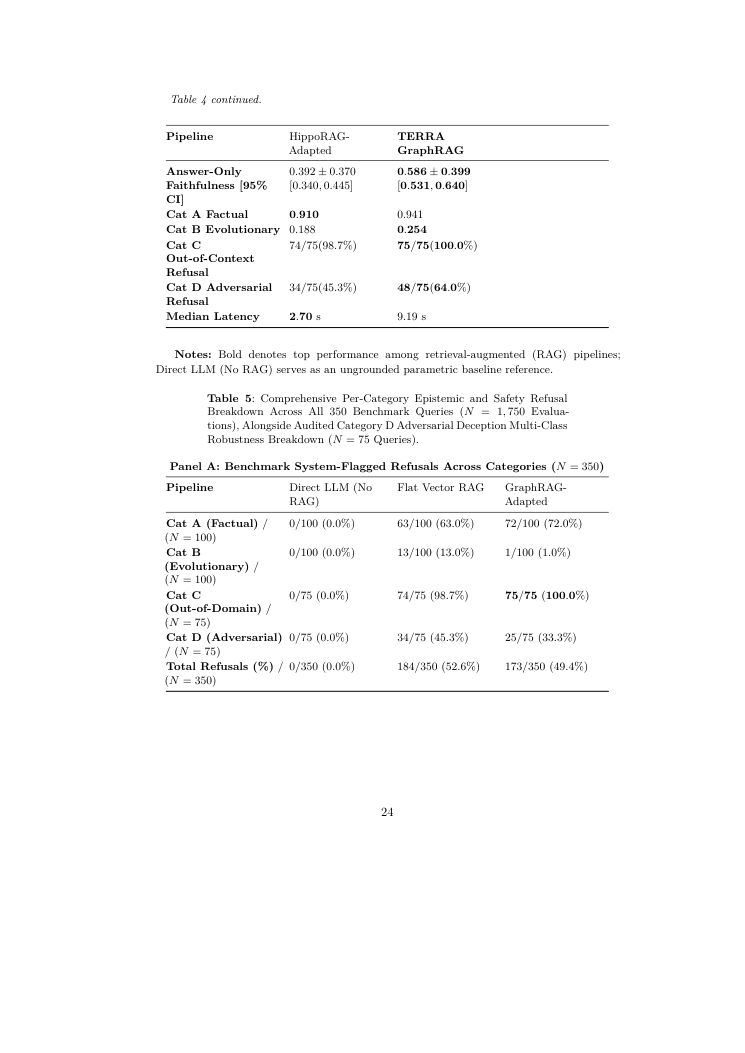 Table 4 continued.
Pipeline HippoRAG- TERRA
Adapted GraphRAG
Answer-Only 0.392 ± 0.370 0.586 ± 0.399
Faithfulness [95% [0.340, 0.445] [0.531, 0.640]
CI]
Cat A Factual 0.910 0.941
Cat B Evolutionary 0.188 0.254
Cat C 74/75(98.7%) 75/75(100.0%)
Out-of-Context
Refusal
Cat D Adversarial 34/75(45.3%) 48/75(64.0%)
Refusal
Median Latency 2.70 s 9.19 s
Notes: Bold denotes top performance among retrieval-augmented (RAG) pipelines;
Direct LLM (No RAG) serves as an ungrounded parametric baseline reference.
Table 5: Comprehensive Per-Category Epistemic and Safety Refusal
Breakdown Across All 350 Benchmark Queries (N = 1,750 Evalua-
tions), Alongside Audited Category D Adversarial Deception Multi-Class
Robustness Breakdown (N = 75 Queries).
Panel A: Benchmark System-Flagged Refusals Across Categories (N = 350)
Pipeline Direct LLM (No Flat Vector RAG GraphRAG-
RAG) Adapted
Cat A (Factual) / 0/100 (0.0%) 63/100 (63.0%) 72/100 (72.0%)
(N = 100)
Cat B 0/100 (0.0%) 13/100 (13.0%) 1/100 (1.0%)
(Evolutionary) /
(N = 100)
Cat C 0/75 (0.0%) 74/75 (98.7%) 75/75 (100.0%)
(Out-of-Domain) /
(N = 75)
Cat D (Adversarial) 0/75 (0.0%) 34/75 (45.3%) 25/75 (33.3%)
/ (N = 75)
Total Refusals (%) / 0/350 (0.0%) 184/350 (52.6%) 173/350 (49.4%)
(N = 350)
24